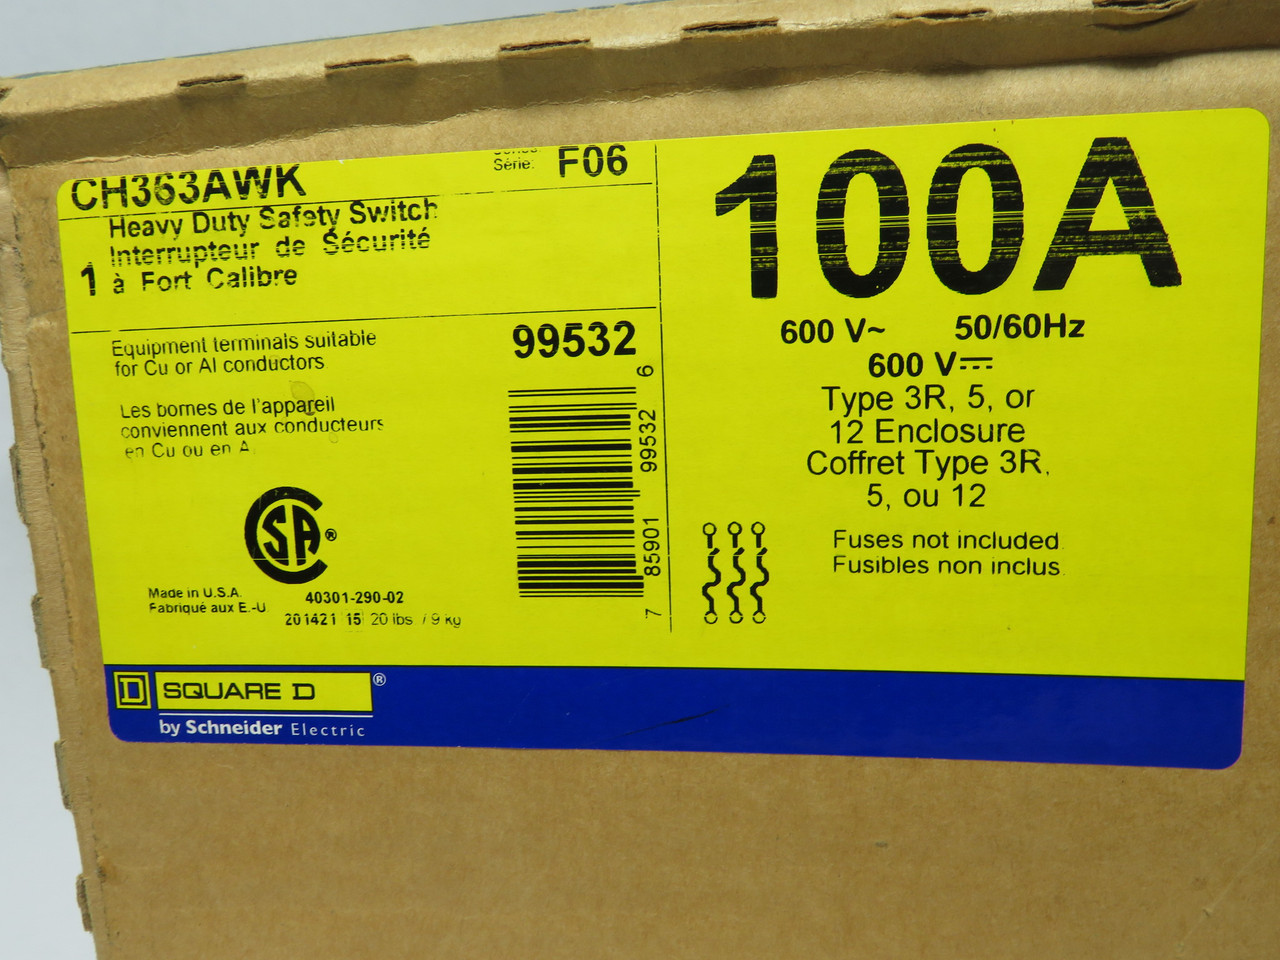 CH363AWK
Série: F06
Heavy Duty Safety Switch
Interrupteur de Sécurité
1 à Fort Calibre
Equipment terminals suitable
for Cu or Al conductors
Les bornes de l'appareil
conviennent aux conducteurs
en Cu ou en A
99532
7 85901 99532 6
CSA®
Made in U.S.A.
Fabriqué aux E.-U.
40301-290-02
201421 15 20 lbs / 9 kg
100A
600 V~ 50/60Hz
600 V⎓
Type 3R, 5, or
12 Enclosure
Coffret Type 3R,
5, ou 12
Fuses not included.
Fusibles non inclus.
D SQUARE D ®
by Schneider Electric